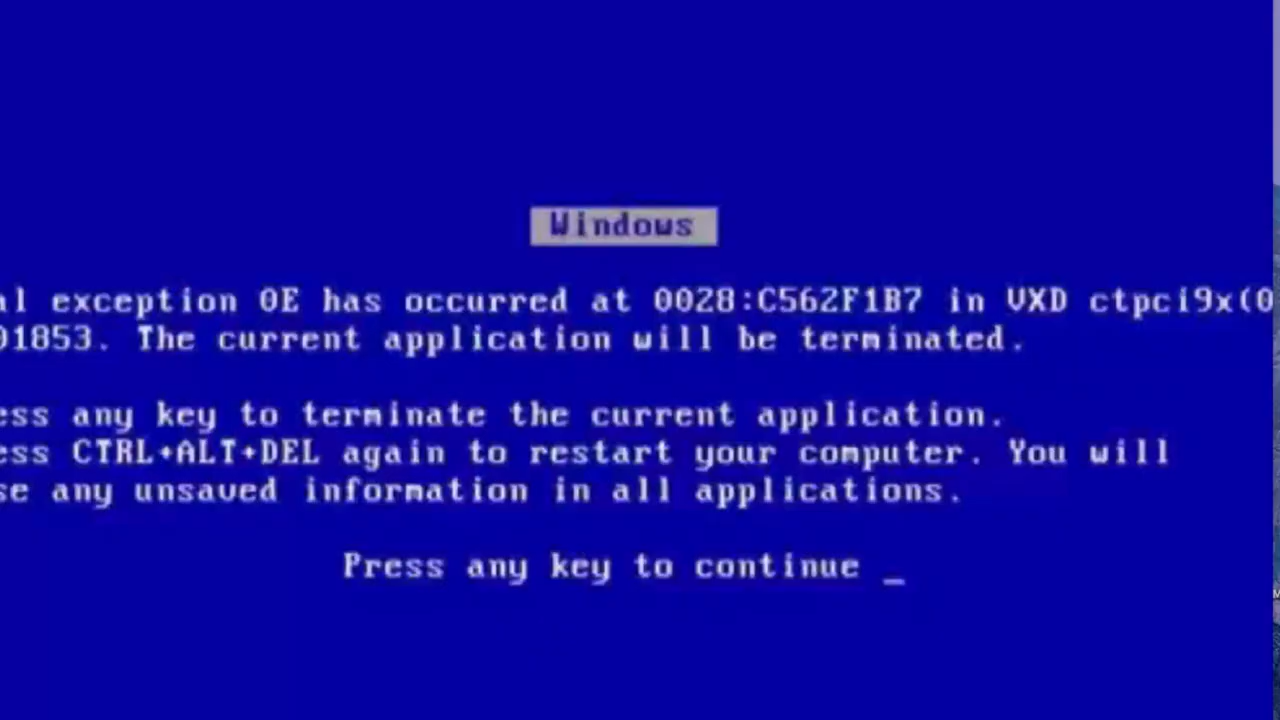 Windows
al exception 0E has occurred at 0028:C562F1B7 in VXD ctpci9x(0
01853. The current application will be terminated.
ess any key to terminate the current application.
ess CTRL+ALT+DEL again to restart your computer. You will
se any unsaved information in all applications.
Press any key to continue _